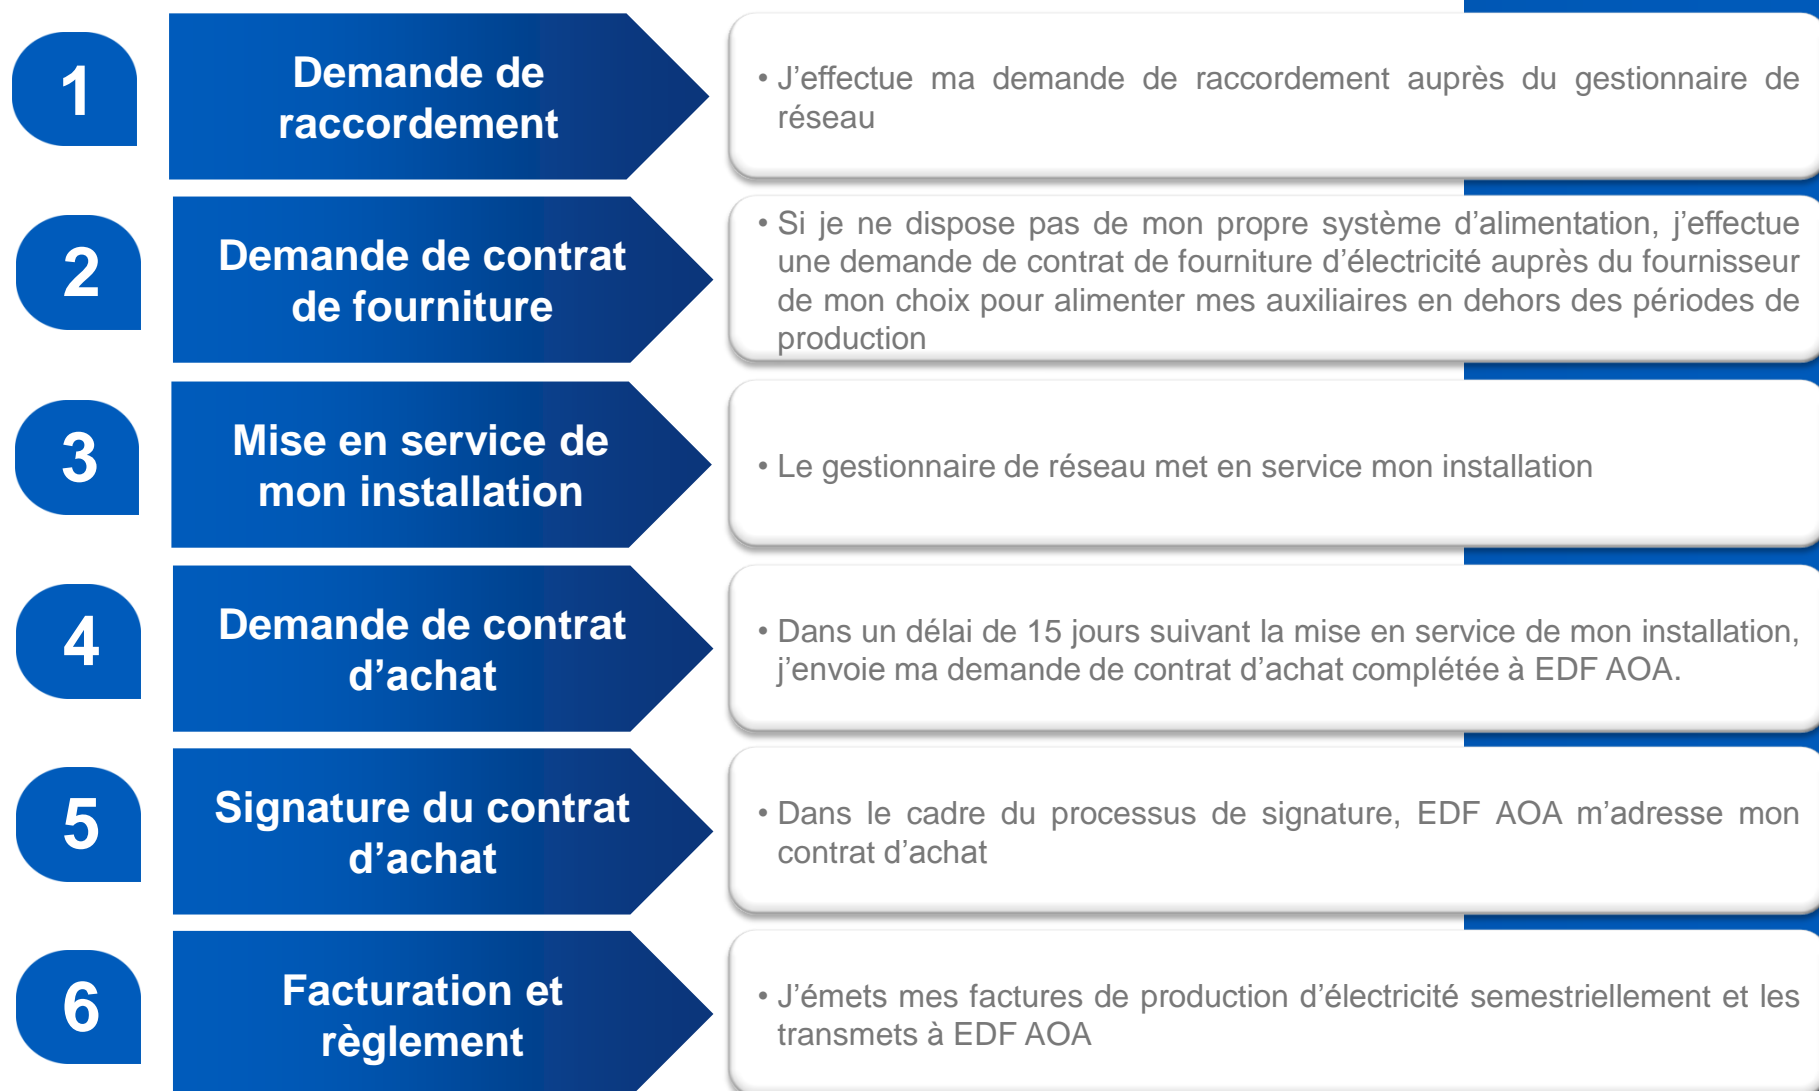 1
Demande de
raccordement
• J’effectue ma demande de raccordement auprès du gestionnaire de
réseau
2
Demande de contrat
de fourniture
• Si je ne dispose pas de mon propre système d’alimentation, j’effectue
une demande de contrat de fourniture d’électricité auprès du fournisseur
de mon choix pour alimenter mes auxiliaires en dehors des périodes de
production
3
Mise en service de
mon installation
• Le gestionnaire de réseau met en service mon installation
4
Demande de contrat
d’achat
• Dans un délai de 15 jours suivant la mise en service de mon installation,
j’envoie ma demande de contrat d’achat complétée à EDF AOA.
5
Signature du contrat
d’achat
• Dans le cadre du processus de signature, EDF AOA m’adresse mon
contrat d’achat
6
Facturation et
règlement
• J’émets mes factures de production d’électricité semestriellement et les
transmets à EDF AOA